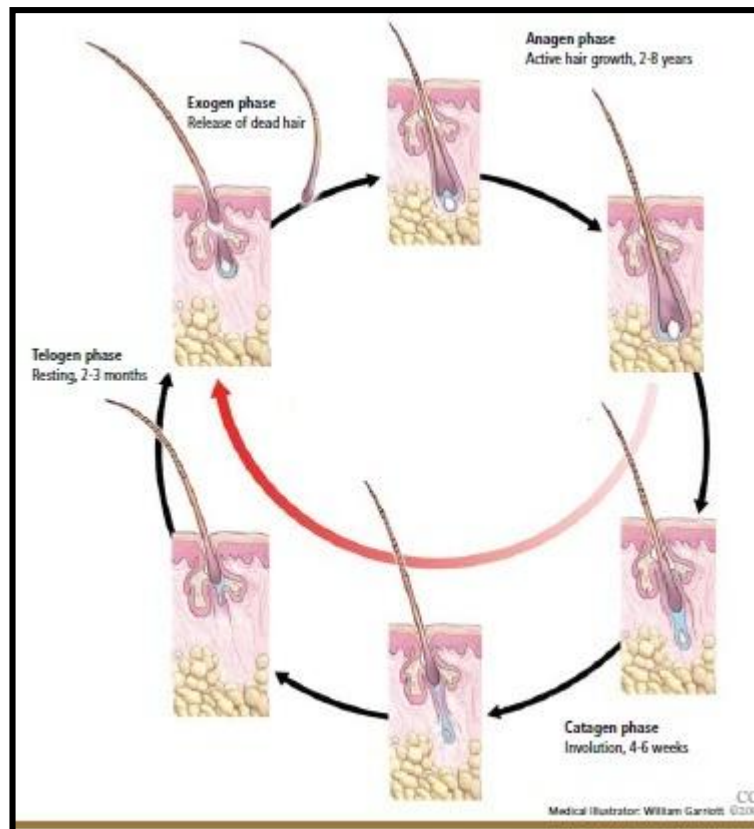 Anagen phase
Active hair growth, 2-8 years
Exogen phase
Release of dead hair
Telogen phase
Resting, 2-3 months
Catagen phase
Involution, 4-6 weeks
Medical Illustrator: William Garriott